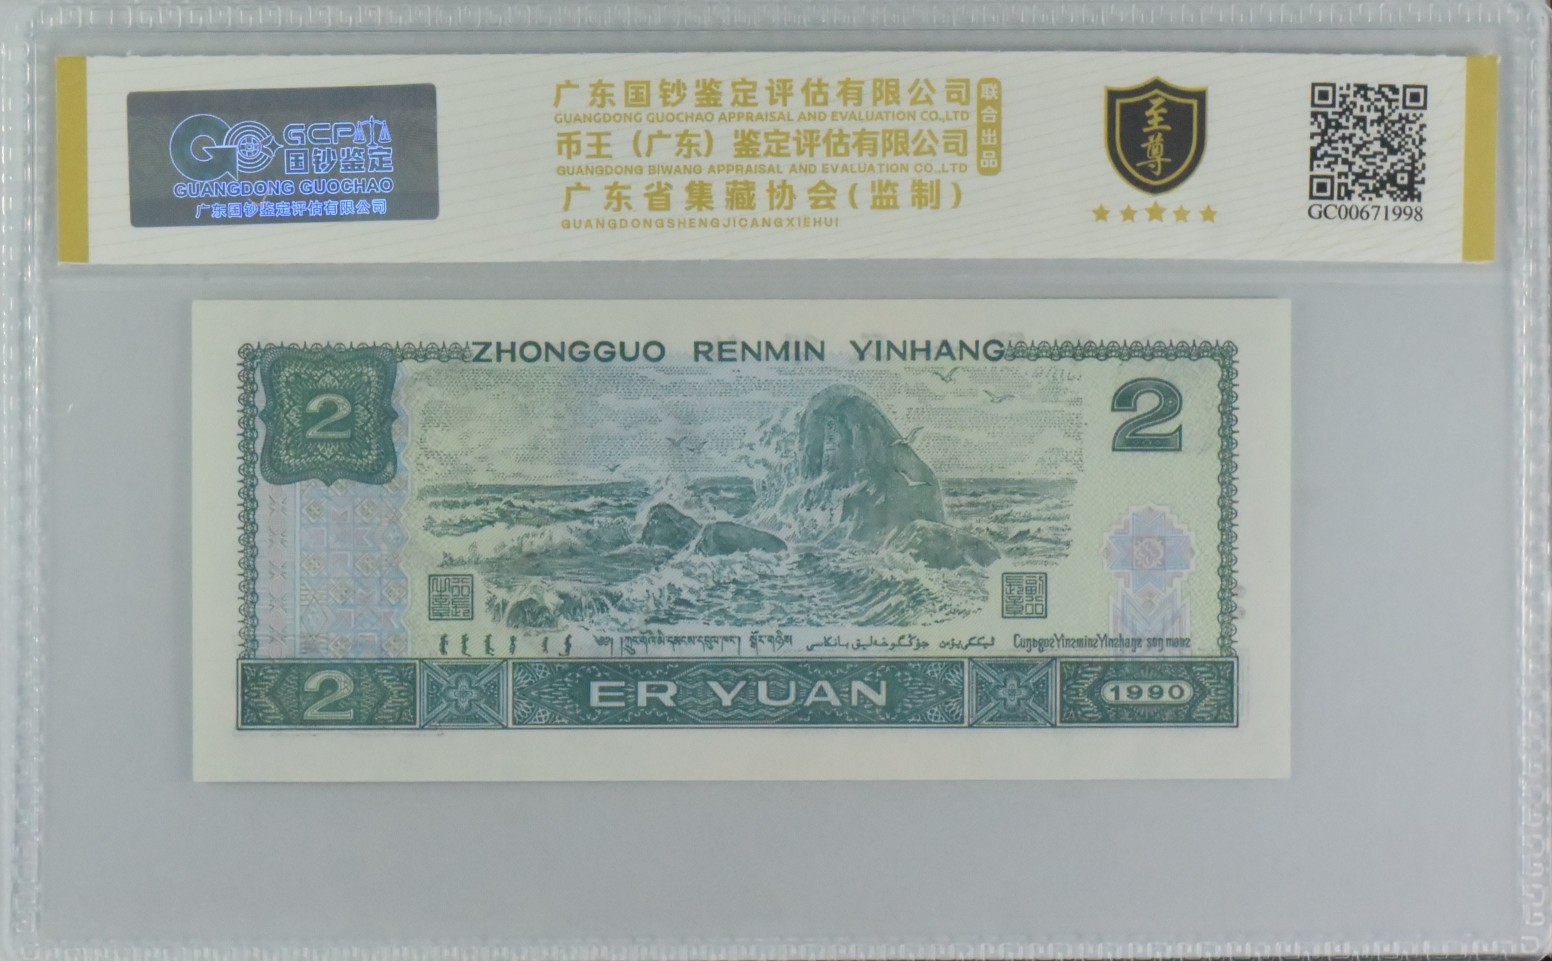 GCP
国钞鉴定
GUANGDONG GUOCHAO
广东国钞鉴定评估有限公司
广东国钞鉴定评估有限公司
GUANGDONG GUOCHAO APPRAISAL AND EVALUATION CO.,LTD
币王（广东）鉴定评估有限公司
GUANGDONG BIWANG APPRAISAL AND EVALUATION CO.,LTD
广东省集藏协会(监制)
GUANGDONGSHENGJICANGXIEHUI
联合出品
至尊
GC00671998
ZHONGGUO RENMIN YINHANG
2
2
CungguzYinzminzYinzhangz song maenz
2
ER YUAN
1990